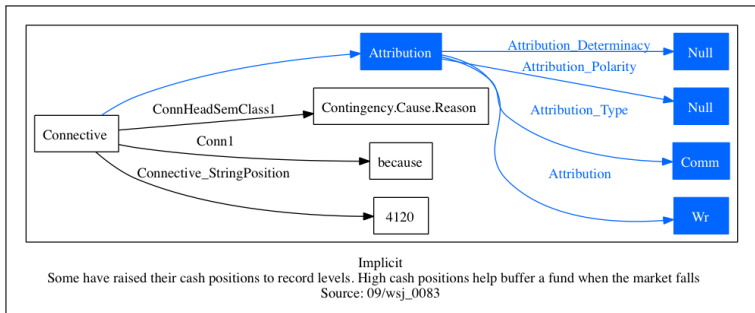 Attribution
Attribution_Determinacy
Null
Attribution_Polarity
ConnHeadSemClass1
Contingency.Cause.Reason
Null
Attribution_Type
Connective
Conn1
because
Comm
Connective_StringPosition
Attribution
4120
Wr
Implicit
Some have raised their cash positions to record levels. High cash positions help buffer a fund when the market falls
Source: 09/wsj_0083